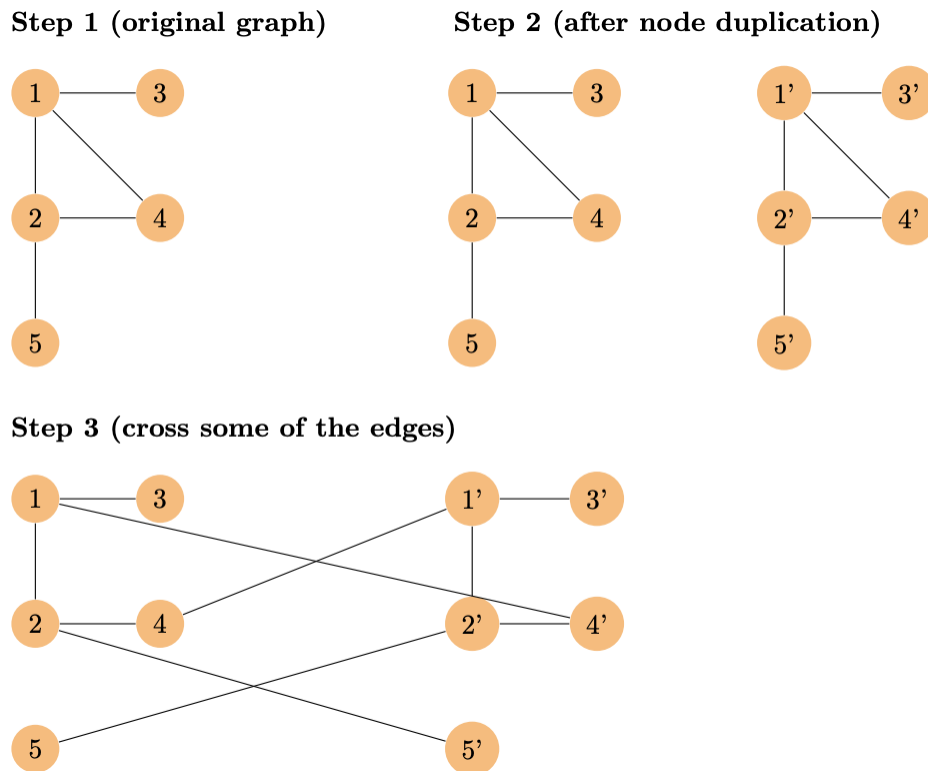 Step 1 (original graph)
Step 2 (after node duplication)
1 3 1 3 1’ 3’
2 4 2 4 2’ 4’
5 5 5’
Step 3 (cross some of the edges)
1 3 1’ 3’
2 4 2’ 4’
5 5’